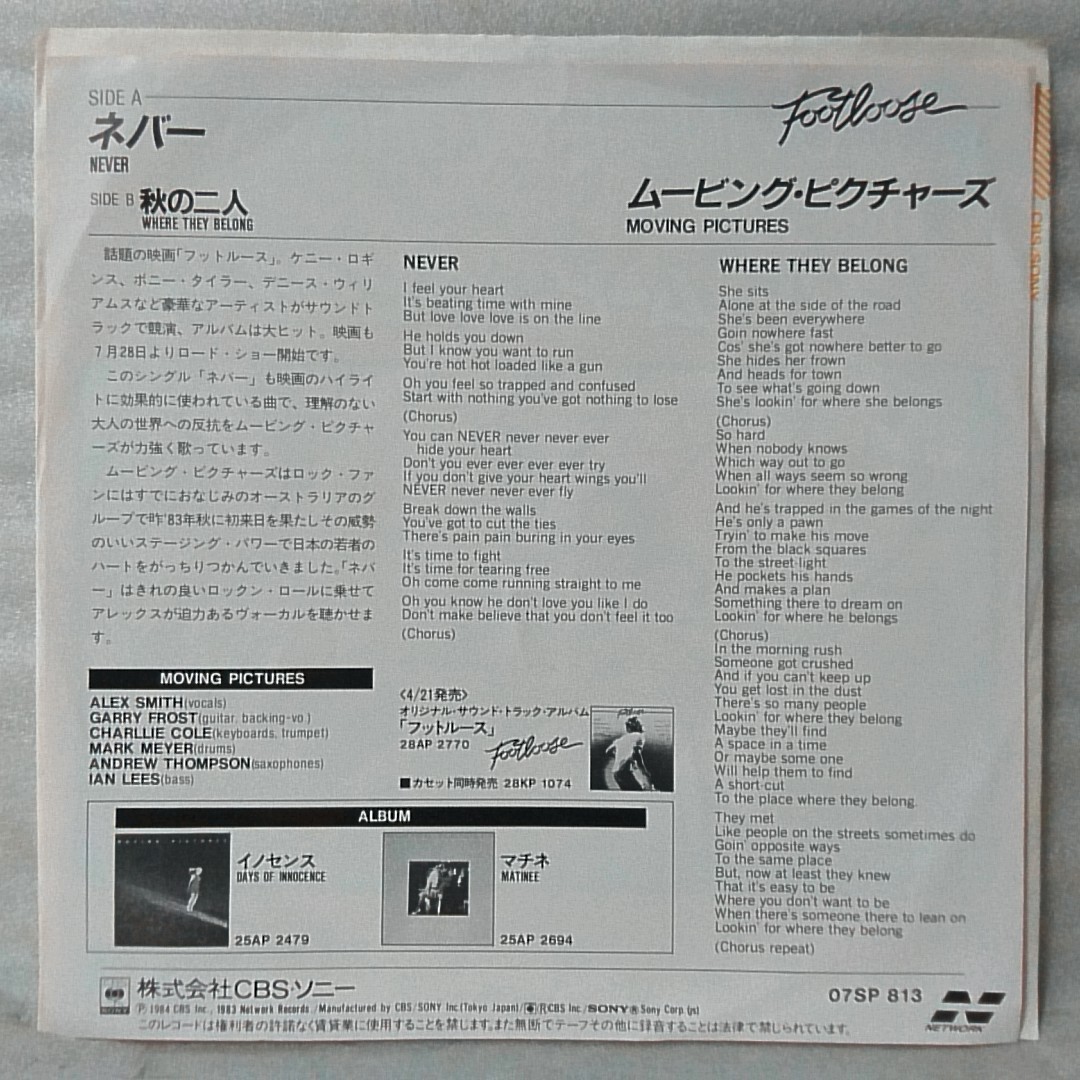 SIDE A
ネバー
NEVER
SIDE B 秋の二人
WHERE THEY BELONG
Footloose
ムービング・ピクチャーズ
MOVING PICTURES
話題の映画「フットルース」。ケニー・ロギ
ンス、ボニー・タイラー、デニース・ウィリ
アムスなど豪華なアーティストがサウンドト
ラックで競演、アルバムは大ヒット。映画も
7月28日よりロード・ショー開始です。
このシングル「ネバー」も映画のハイライ
トに効果的に使われている曲で、理解のない
大人の世界への反抗をムービング・ピクチャ
ーズが力強く歌っています。
ムービング・ピクチャーズはロック・ファ
ンにはすでにおなじみのオーストラリアのグ
ループで昨'83年秋に初来日を果たしその威勢
のいいステージング・パワーで日本の若者の
ハートをがっちりつかんでいきました。「ネバ
ー」はきれの良いロックン・ロールに乗せて
アレックスが迫力あるヴォーカルを聴かせま
す。
MOVING PICTURES
ALEX SMITH(vocals)
GARRY FROST(guitar, backing-vo)
CHARLLIE COLE(keyboards, trumpet)
MARK MEYER(drums)
ANDREW THOMPSON(saxophones)
IAN LEES(bass)
NEVER
I feel your heart
It's beating time with mine
But love love love is on the line
He holds you down
But I know you want to run
You're hot hot loaded like a gun
Oh you feel so trapped and confused
Start with nothing you've got nothing to lose
(Chorus)
You can NEVER never never ever
hide your heart
Don't you ever ever ever ever try
If you don't give your heart wings you'll
NEVER never never ever fly
Break down the walls
You've got to cut the ties
There's pain pain buring in your eyes
It's time to fight
It's time for tearing free
Oh come come running straight to me
Oh you know he don't love you like I do
Don't make believe that you don't feel it too
(Chorus)
〈4/21発売〉
オリジナル・サウンド・トラック・アルバム
「フットルース」
28AP 2770
Footloose
■カセット同時発売 28KP 1074
WHERE THEY BELONG
She sits
Alone at the side of the road
She's been everywhere
Goin nowhere fast
Cos' she's got nowhere better to go
She hides her frown
And heads for town
To see what's going down
She's lookin' for where she belongs
(Chorus)
So hard
When nobody knows
Which way out to go
When all ways seem so wrong
Lookin' for where they belong
And he's trapped in the games of the night
He's only a pawn
Tryin' to make his move
From the black squares
To the street-light
He pockets his hands
And makes a plan
Something there to dream on
Lookin' for where he belongs
(Chorus)
In the morning rush
Someone got crushed
And if you can't keep up
You get lost in the dust
There's so many people
Lookin' for where they belong
Maybe they'll find
A space in a time
Or maybe some one
Will help them to find
A short-cut
To the place where they belong.
They met
Like people on the streets sometimes do
Goin' opposite ways
To the same place
But, now at least they knew
That it's easy to be
Where you don't want to be
When there's someone there to lean on
Lookin' for where they belong
(Chorus repeat)
ALBUM
MOVING PICTURES
イノセンス
DAYS OF INNOCENCE
25AP 2479
マチネ
MATINEE
25AP 2694
CBS・SONY
SONY
株式会社CBS・ソニー
Ⓟ 1984 CBS Inc., 1983 Network Records./Manufactured by CBS/SONY Inc.(Tokyo Japan)/ⓇCBS Inc./SONY® Sony Corp.
このレコードは権利者の許諾なく賃貸業に使用することを禁じます。また無断でテープその他に録音することは法律で禁じられています。
07SP 813
NETWORK